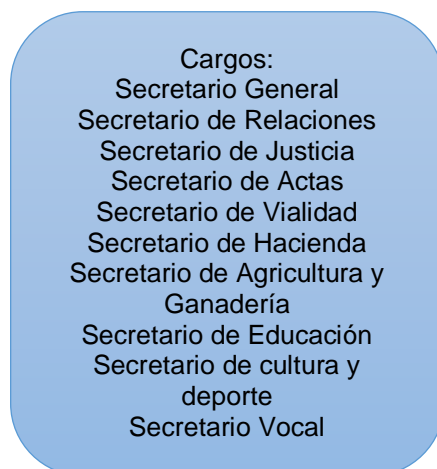 Cargos:
Secretario General
Secretario de Relaciones
Secretario de Justicia
Secretario de Actas
Secretario de Vialidad
Secretario de Hacienda
Secretario de Agricultura y
Ganadería
Secretario de Educación
Secretario de cultura y
deporte
Secretario Vocal